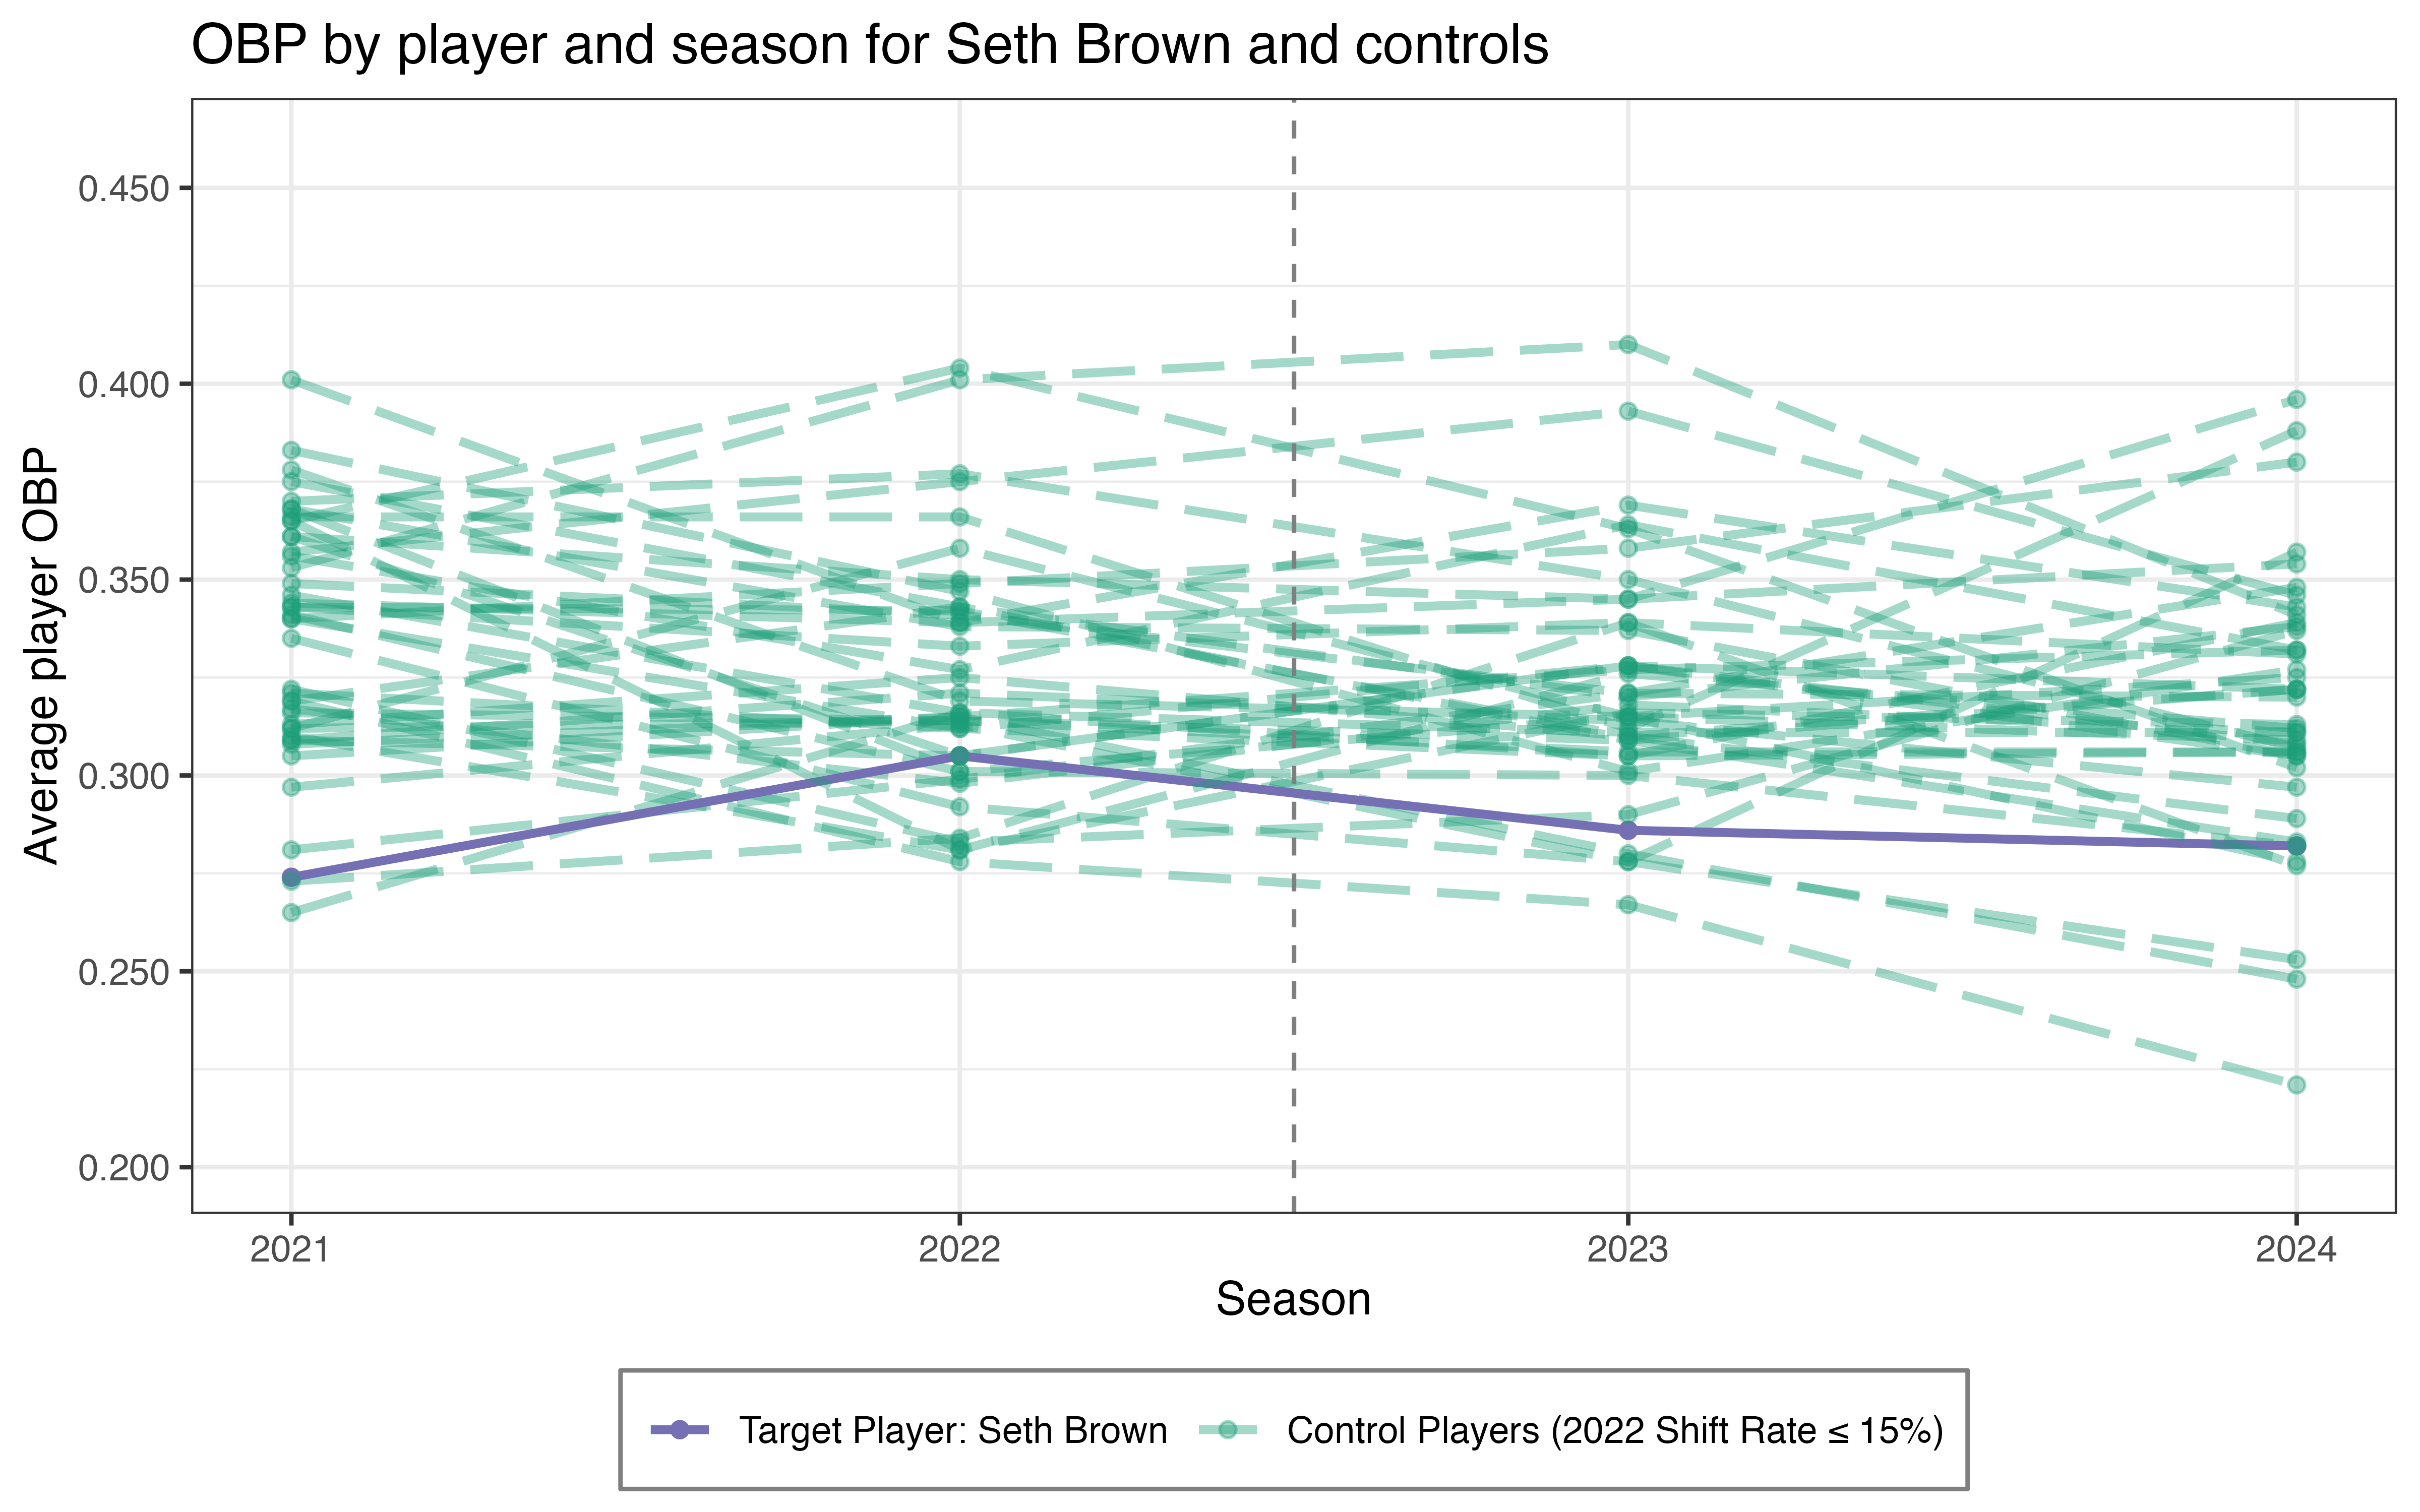 OBP by player and season for Seth Brown and controls
Average player OBP
0.450
0.400
0.350
0.300
0.250
0.200
2021 2022 2023 2024
Season
Target Player: Seth Brown Control Players (2022 Shift Rate ≤ 15%)